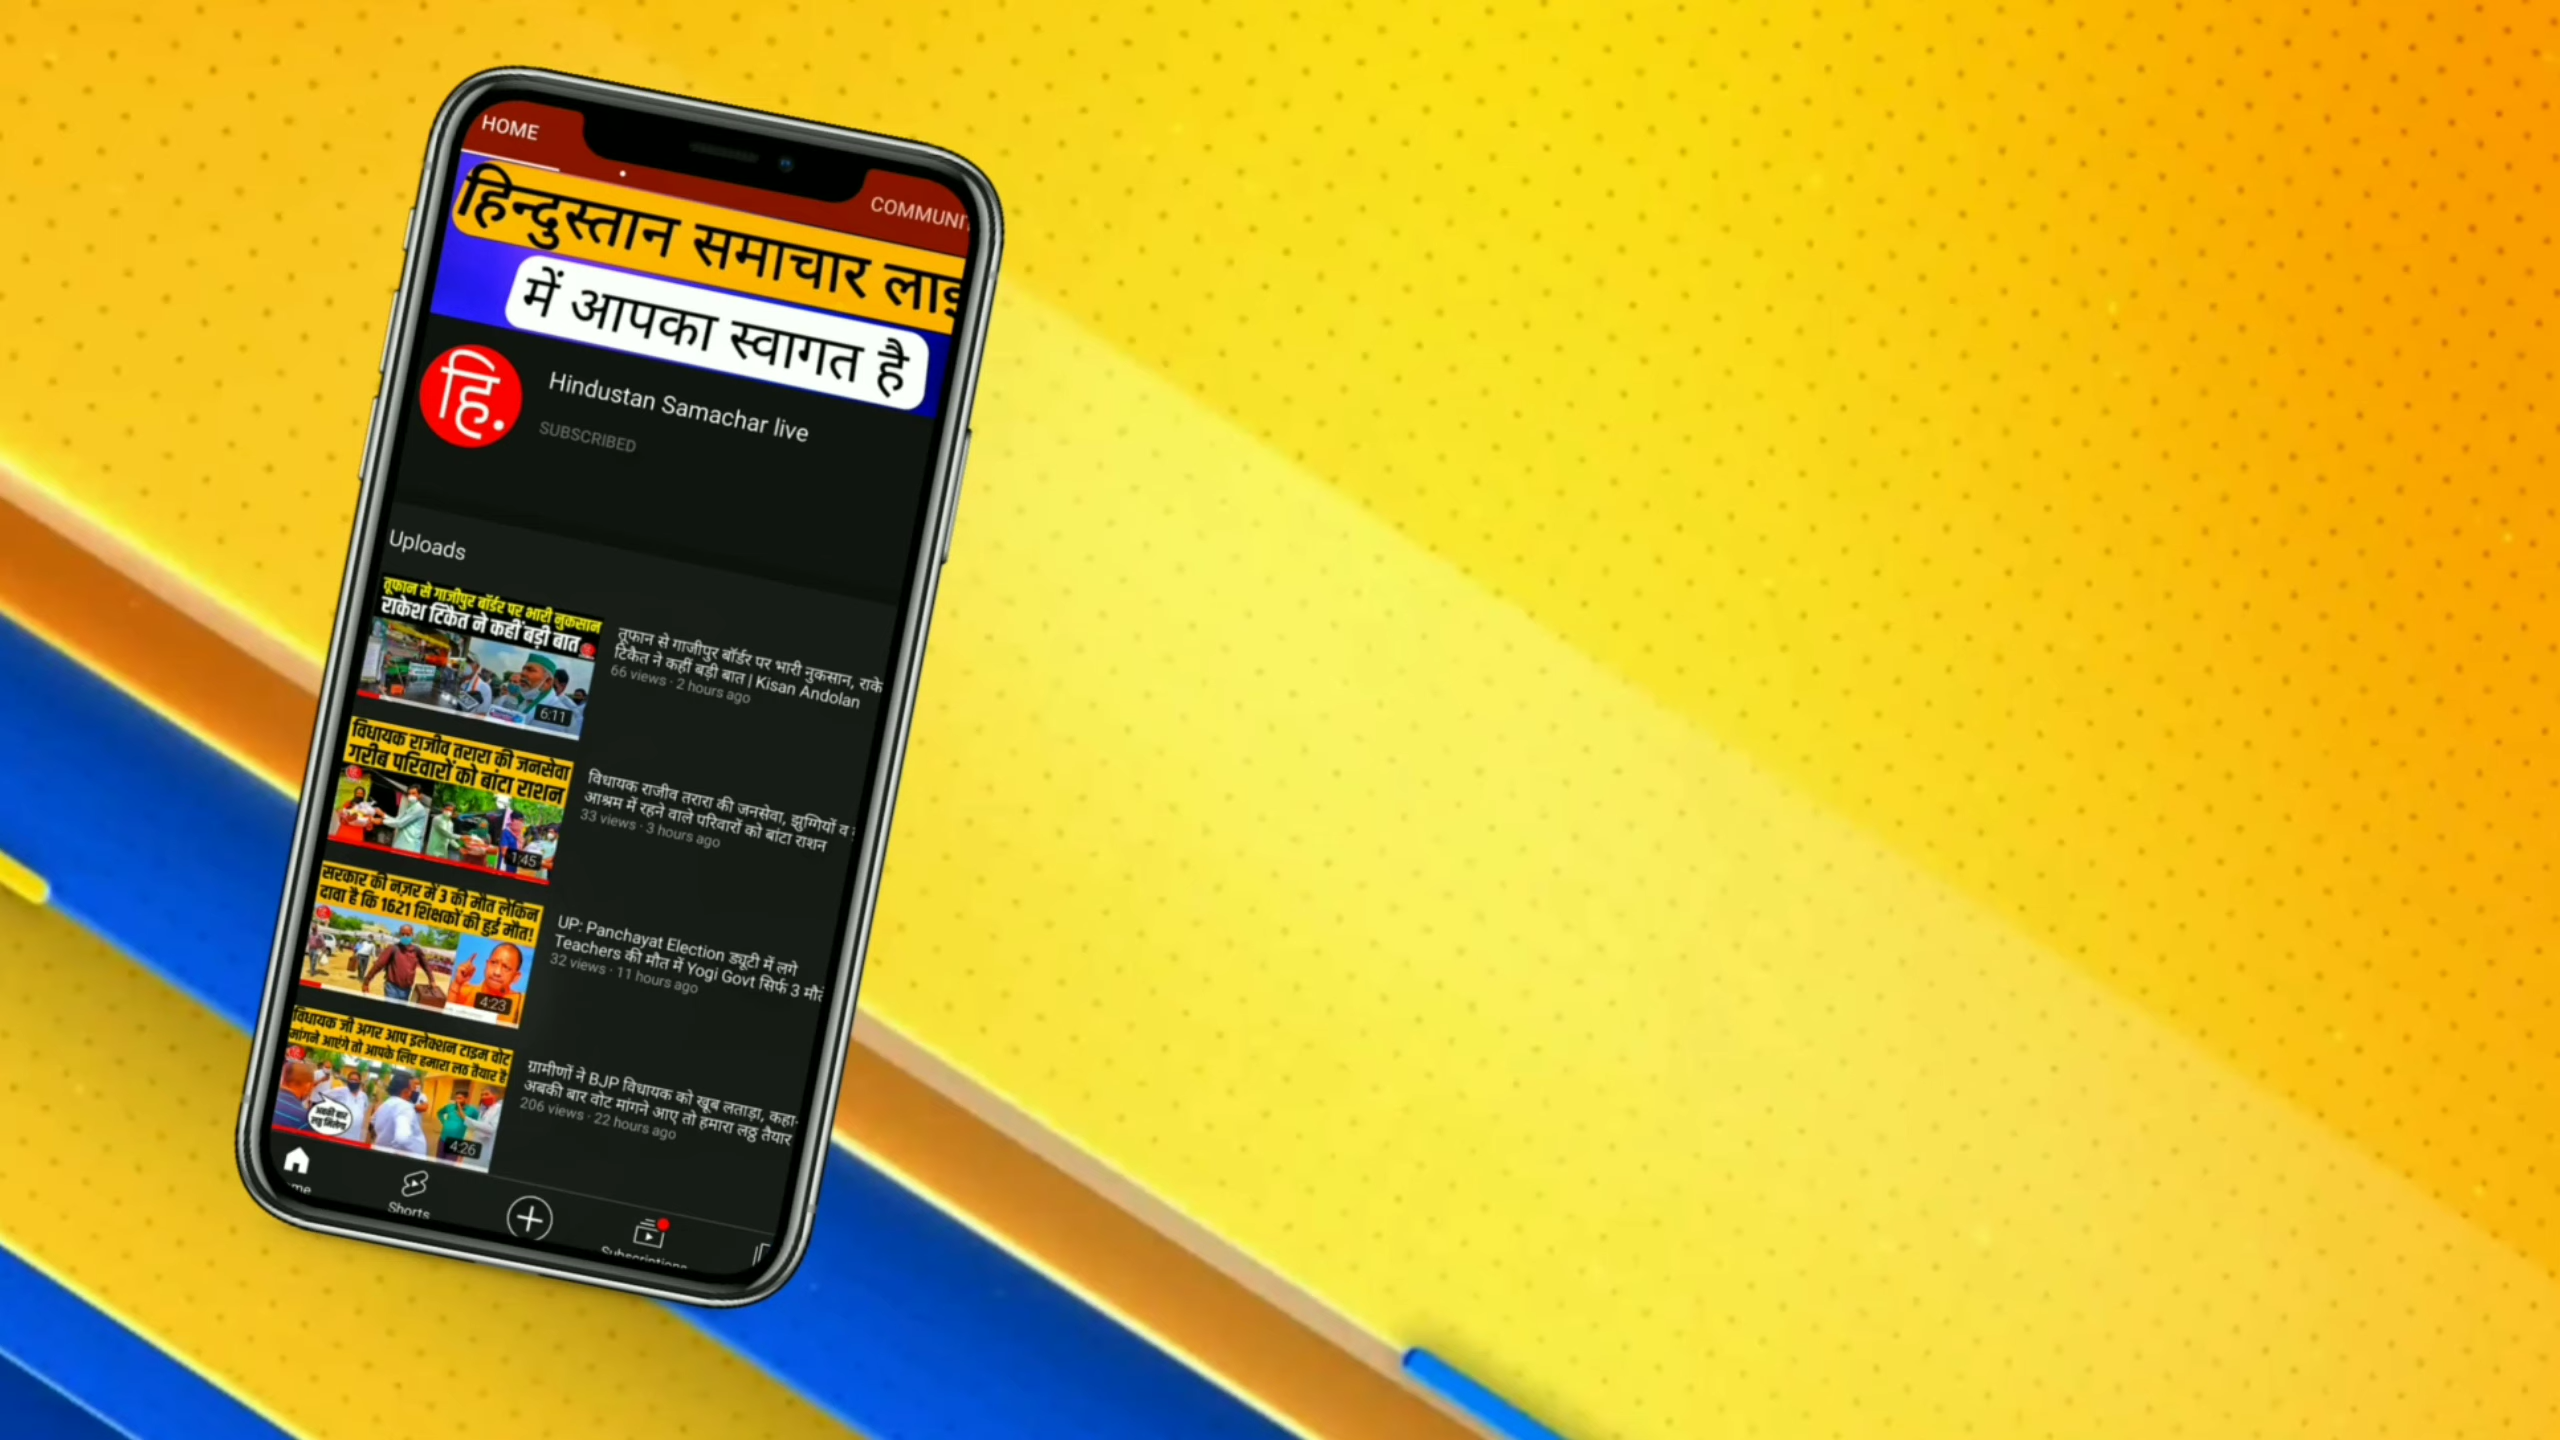 HOME
COMMUNI
हिन्दुस्तान समाचार लाइ
में आपका स्वागत है
हि.
Hindustan Samachar live
SUBSCRIBED
Uploads
तूफान से गाजीपुर बॉर्डर पर भारी नुकसान
राकेश टिकैत ने कहीं बड़ी बात
6:11
तूफान से गाजीपुर बॉर्डर पर भारी नुकसान, राके
टिकैत ने कहीं बड़ी बात | Kisan Andolan
66 views · 2 hours ago
विधायक राजीव तरारा की जनसेवा
गरीब परिवारों को बांटा राशन
1:45
विधायक राजीव तरारा की जनसेवा, झुग्गियों व
आश्रम में रहने वाले परिवारों को बांटा राशन
33 views · 3 hours ago
सरकार की नज़र में 3 की मौत लेकिन
दावा है कि 1621 शिक्षकों की हुई मौत!
4:23
UP: Panchayat Election ड्यूटी में लगे
Teachers की मौत में Yogi Govt सिर्फ 3 मौतें
32 views · 11 hours ago
विधायक जी अगर आप इलेक्शन टाइम वोट
मांगने आएंगे तो आपके लिए हमारा लठ तैयार है
अबकी बार
लठ्ठ मिलेगा
4:26
ग्रामीणों ने BJP विधायक को खूब लताड़ा, कहा-
अबकी बार वोट मांगने आए तो हमारा लठ्ठ तैयार
206 views · 22 hours ago
me
Shorts
Subscriptions